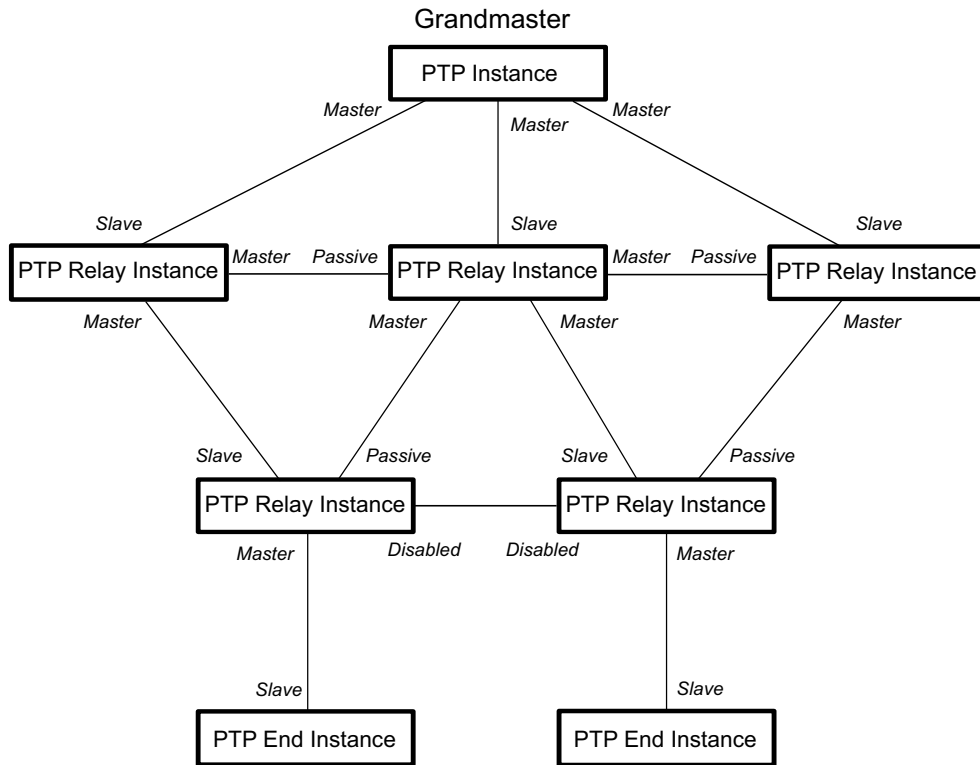 Grandmaster
PTP Instance
Master
Master
Master
Slave
Slave
Slave
PTP Relay Instance
Master
Passive
PTP Relay Instance
Master
Passive
PTP Relay Instance
Master
Master
Master
Master
Slave
Passive
Slave
Passive
PTP Relay Instance
PTP Relay Instance
Master
Disabled
Disabled
Master
Slave
Slave
PTP End Instance
PTP End Instance